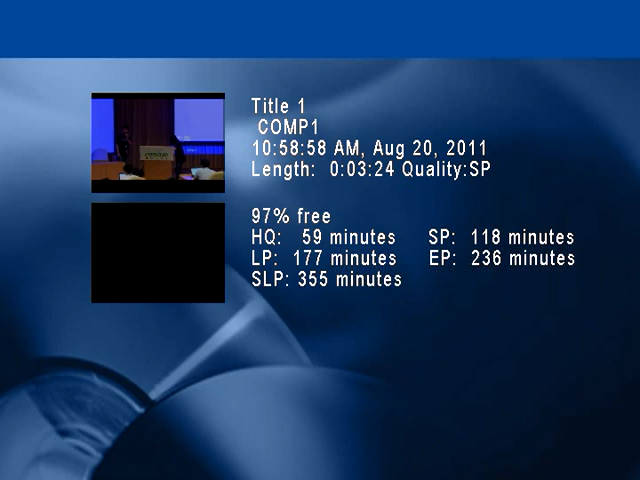 Title 1
COMP1
10:58:58 AM, Aug 20, 2011
Length: 0:03:24 Quality:SP
97% free
HQ: 59 minutes SP: 118 minutes
LP: 177 minutes EP: 236 minutes
SLP: 355 minutes